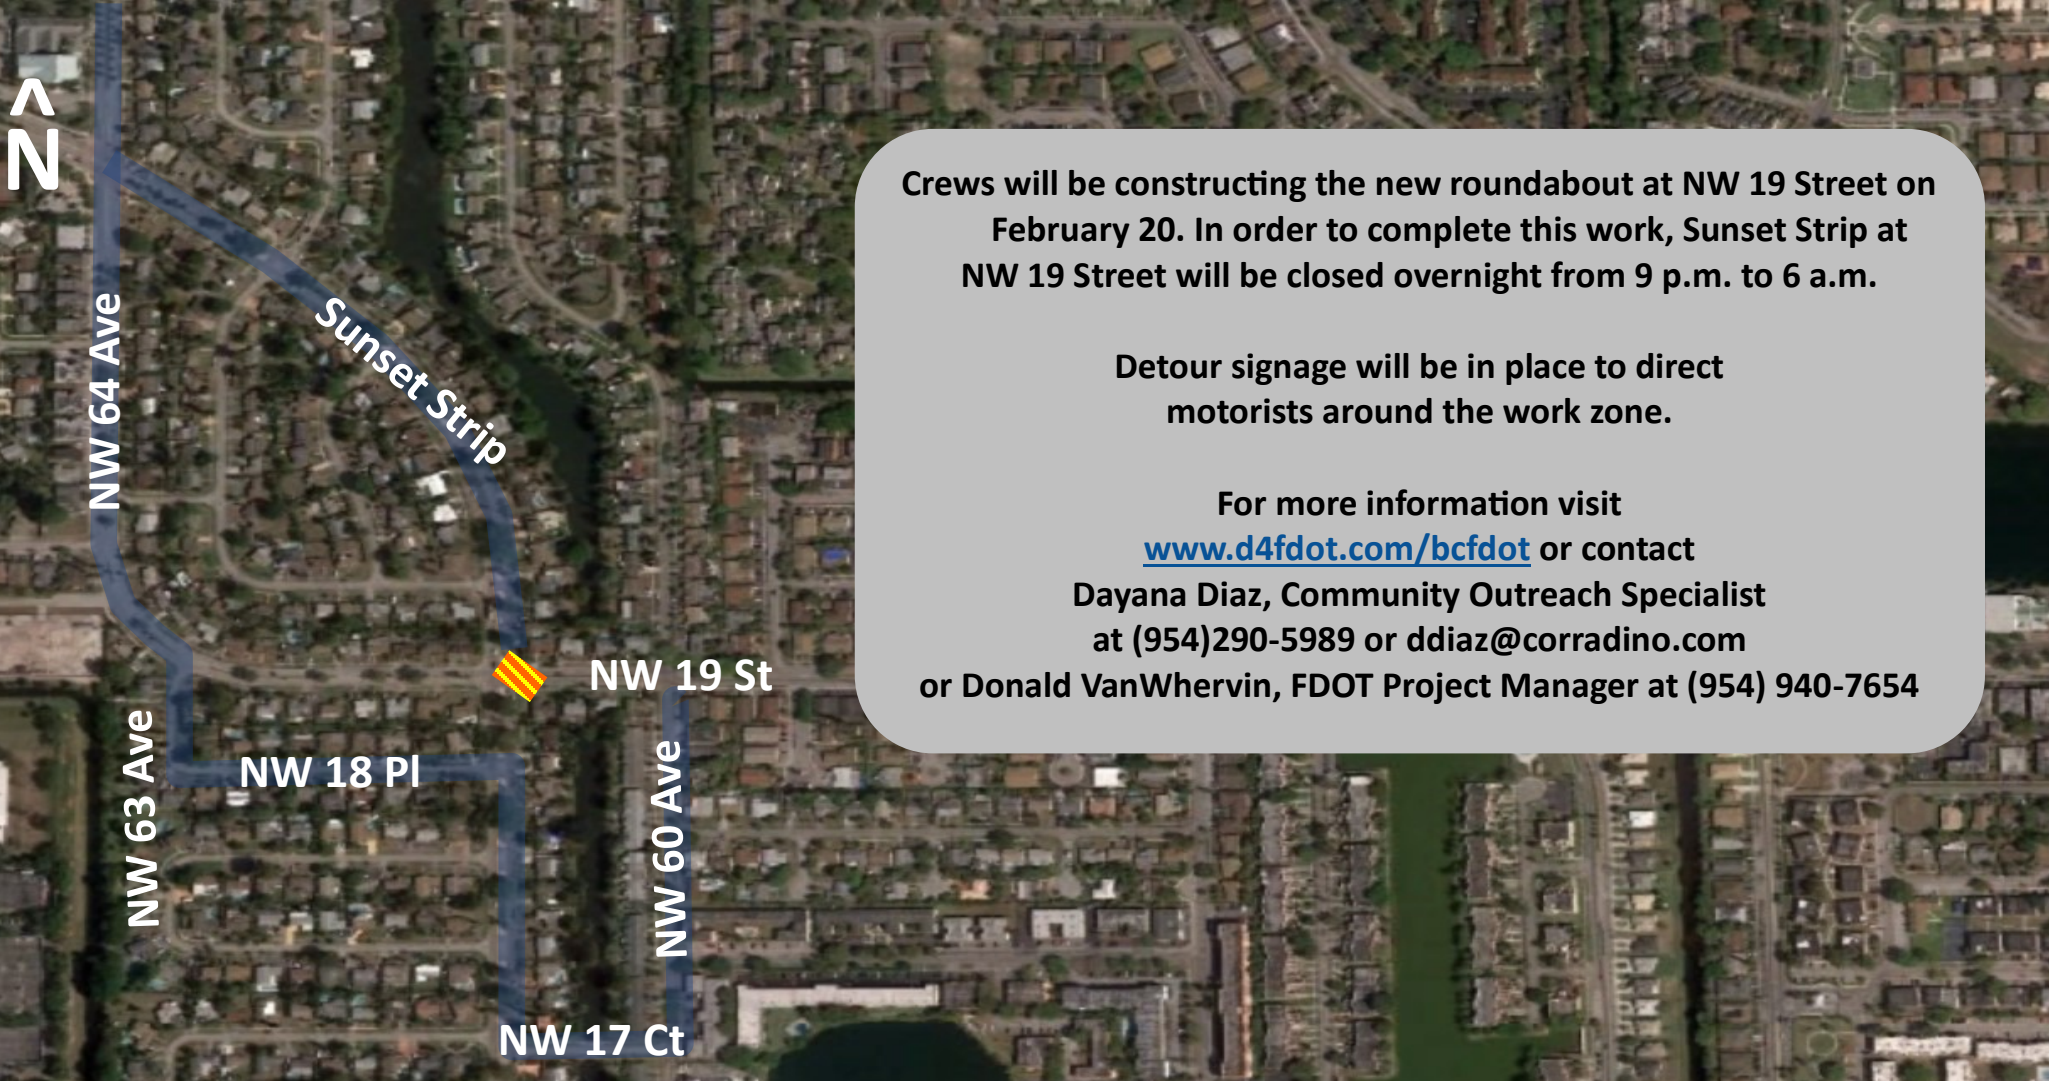 ^
N
Crews will be constructing the new roundabout at NW 19 Street on
February 20. In order to complete this work, Sunset Strip at
NW 19 Street will be closed overnight from 9 p.m. to 6 a.m.
Detour signage will be in place to direct
motorists around the work zone.
For more information visit
www.d4fdot.com/bcfdot or contact
Dayana Diaz, Community Outreach Specialist
at (954)290-5989 or ddiaz@corradino.com
or Donald VanWhervin, FDOT Project Manager at (954) 940-7654
NW 64 Ave
Sunset Strip
NW 19 St
NW 63 Ave
NW 18 Pl
NW 60 Ave
NW 17 Ct